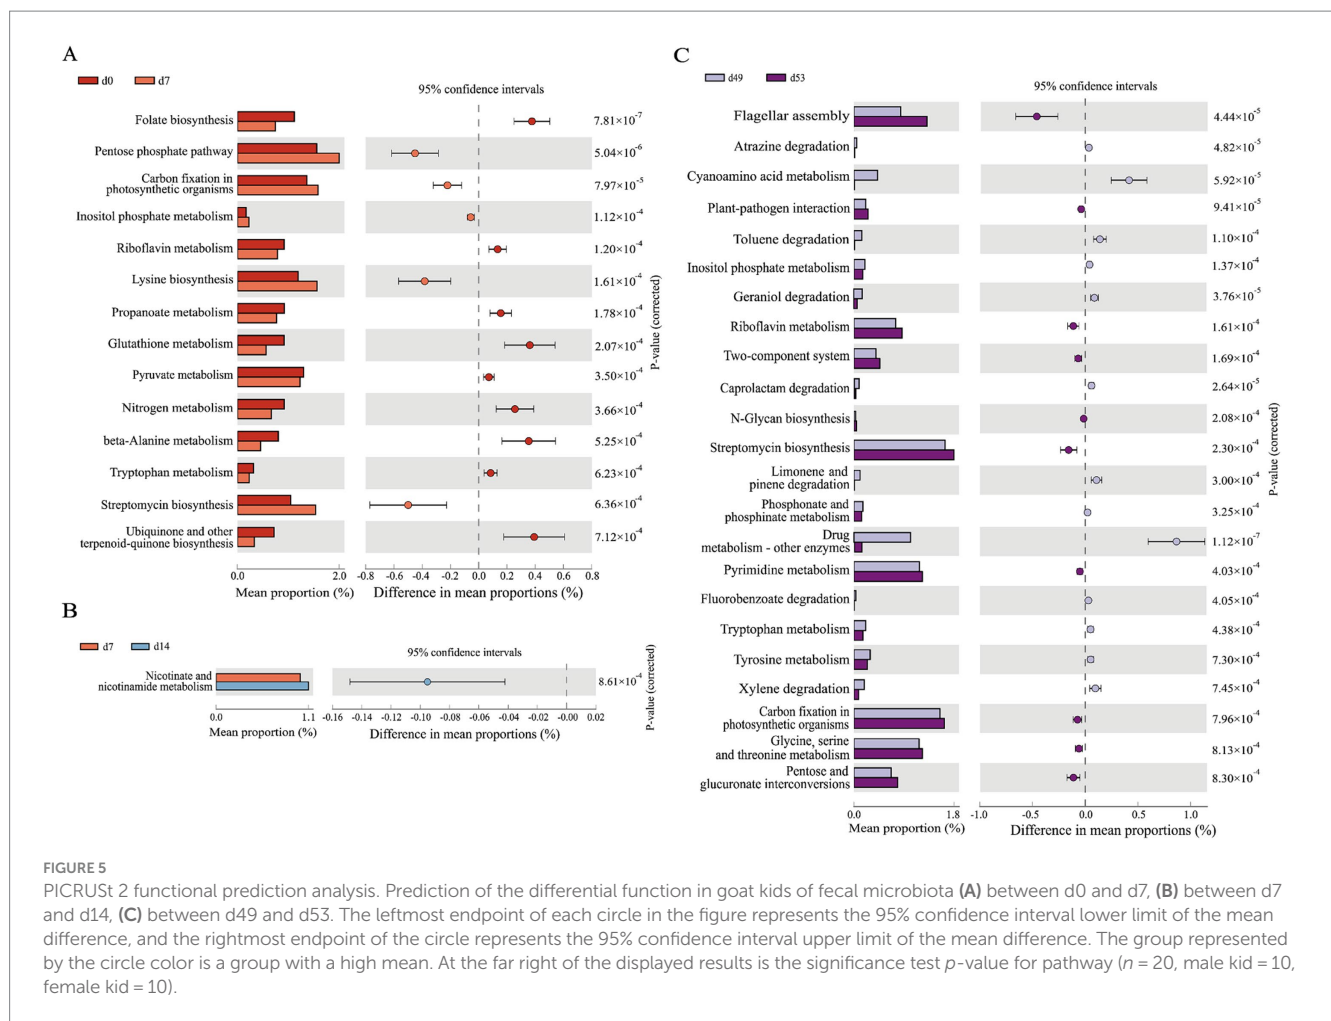 A
d0 d7
95% confidence intervals
Folate biosynthesis 7.81×10-7
Pentose phosphate pathway 5.04×10-6
Carbon fixation in
photosynthetic organisms 7.97×10-5
Inositol phosphate metabolism 1.12×10-4
Riboflavin metabolism 1.20×10-4
Lysine biosynthesis 1.61×10-4
Propanoate metabolism 1.78×10-4
Glutathione metabolism 2.07×10-4
Pyruvate metabolism 3.50×10-4
Nitrogen metabolism 3.66×10-4
beta-Alanine metabolism 5.25×10-4
Tryptophan metabolism 6.23×10-4
Streptomycin biosynthesis 6.36×10-4
Ubiquinone and other
terpenoid-quinone biosynthesis 7.12×10-4
P-value (corrected)
0.0 2.0 -0.8 -0.6 -0.4 -0.2 0.0 0.2 0.4 0.6 0.8
Mean proportion (%) Difference in mean proportions (%)
B
d7 d14
95% confidence intervals
Nicotinate and
nicotinamide metabolism 8.61×10-4
P-value (corrected)
0.0 1.1 -0.16 -0.14 -0.12 -0.10 -0.08 -0.06 -0.04 -0.02 -0.00 0.02
Mean proportion (%) Difference in mean proportions (%)
C
d49 d53
95% confidence intervals
Flagellar assembly 4.44×10-5
Atrazine degradation 4.82×10-5
Cyanoamino acid metabolism 5.92×10-5
Plant-pathogen interaction 9.41×10-5
Toluene degradation 1.10×10-4
Inositol phosphate metabolism 1.37×10-4
Geraniol degradation 3.76×10-5
Riboflavin metabolism 1.61×10-4
Two-component system 1.69×10-4
Caprolactam degradation 2.64×10-5
N-Glycan biosynthesis 2.08×10-4
Streptomycin biosynthesis 2.30×10-4
Limonene and
pinene degradation 3.00×10-4
Phosphonate and
phosphinate metabolism 3.25×10-4
Drug
metabolism - other enzymes 1.12×10-7
Pyrimidine metabolism 4.03×10-4
Fluorobenzoate degradation 4.05×10-4
Tryptophan metabolism 4.38×10-4
Tyrosine metabolism 7.30×10-4
Xylene degradation 7.45×10-4
Carbon fixation in
photosynthetic organisms 7.96×10-4
Glycine, serine
and threonine metabolism 8.13×10-4
Pentose and
glucuronate interconversions 8.30×10-4
P-value (corrected)
0.0 1.8 -1.0 -0.5 0.0 0.5 1.0
Mean proportion (%) Difference in mean proportions (%)
FIGURE 5
PICRUSt 2 functional prediction analysis. Prediction of the differential function in goat kids of fecal microbiota (A) between d0 and d7, (B) between d7
and d14, (C) between d49 and d53. The leftmost endpoint of each circle in the figure represents the 95% confidence interval lower limit of the mean
difference, and the rightmost endpoint of the circle represents the 95% confidence interval upper limit of the mean difference. The group represented
by the circle color is a group with a high mean. At the far right of the displayed results is the significance test p-value for pathway (n = 20, male kid = 10,
female kid = 10).